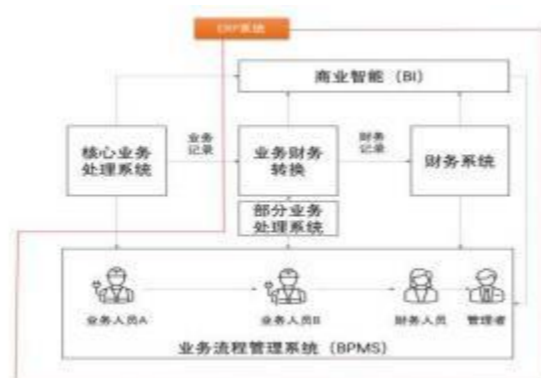 ERP系统
商业智能（BI）
核心业务
处理系统
业务
记录
业务财务
转换
财务
记录
财务系统
部分业务
处理系统
业务人员A
业务人员B
财务人员
管理者
业务流程管理系统（BPMS）